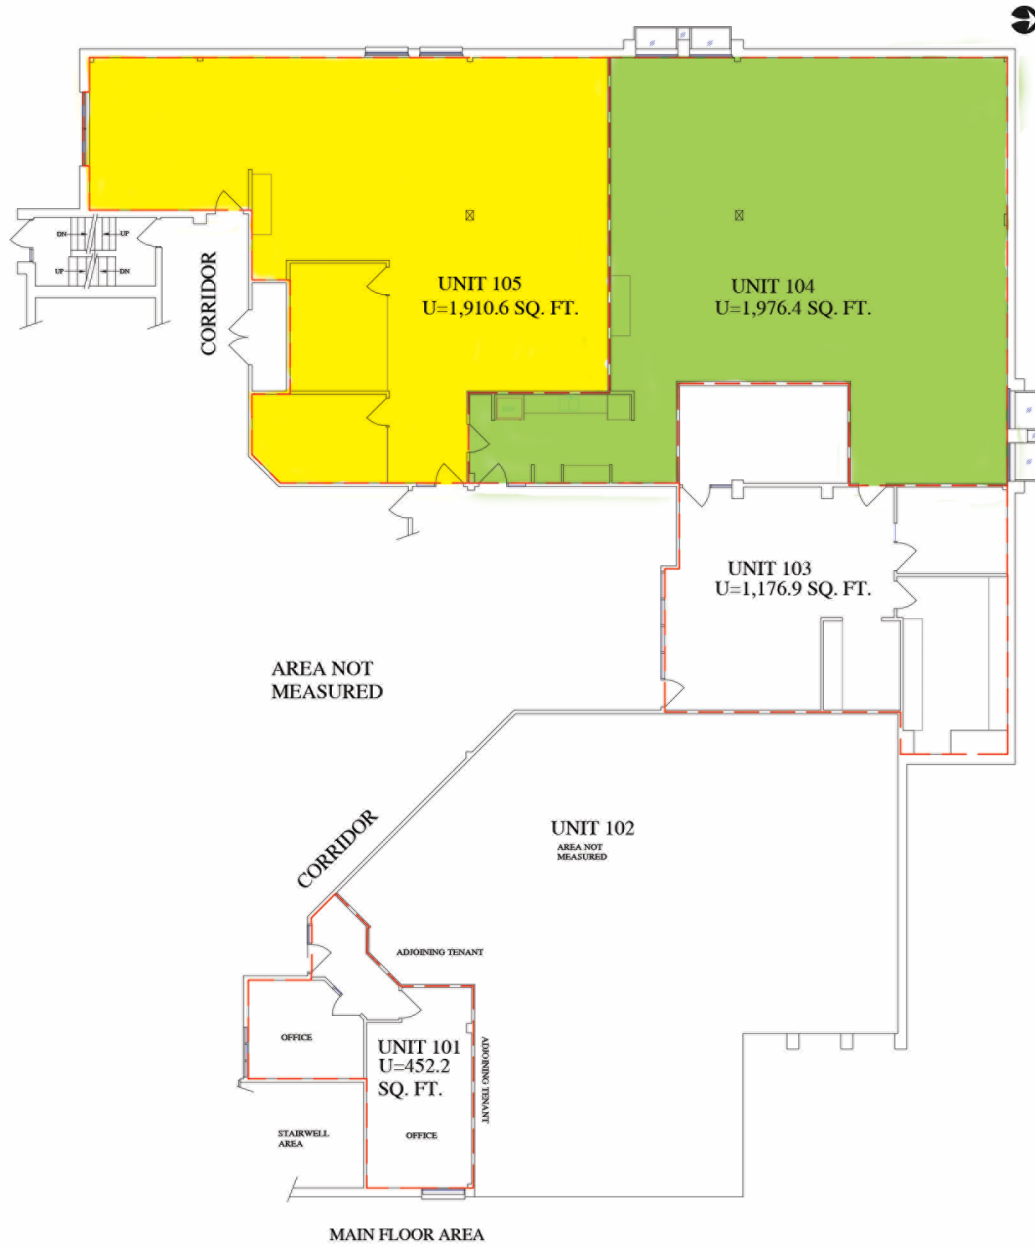 DN
UP
UP
DN
CORRIDOR
UNIT 105
U=1,910.6 SQ. FT.
UNIT 104
U=1,976.4 SQ. FT.
UNIT 103
U=1,176.9 SQ. FT.
AREA NOT
MEASURED
CORRIDOR
UNIT 102
AREA NOT
MEASURED
ADJOINING TENANT
OFFICE
UNIT 101
U=452.2
SQ. FT.
ADJOINING TENANT
STAIRWELL
AREA
OFFICE
MAIN FLOOR AREA